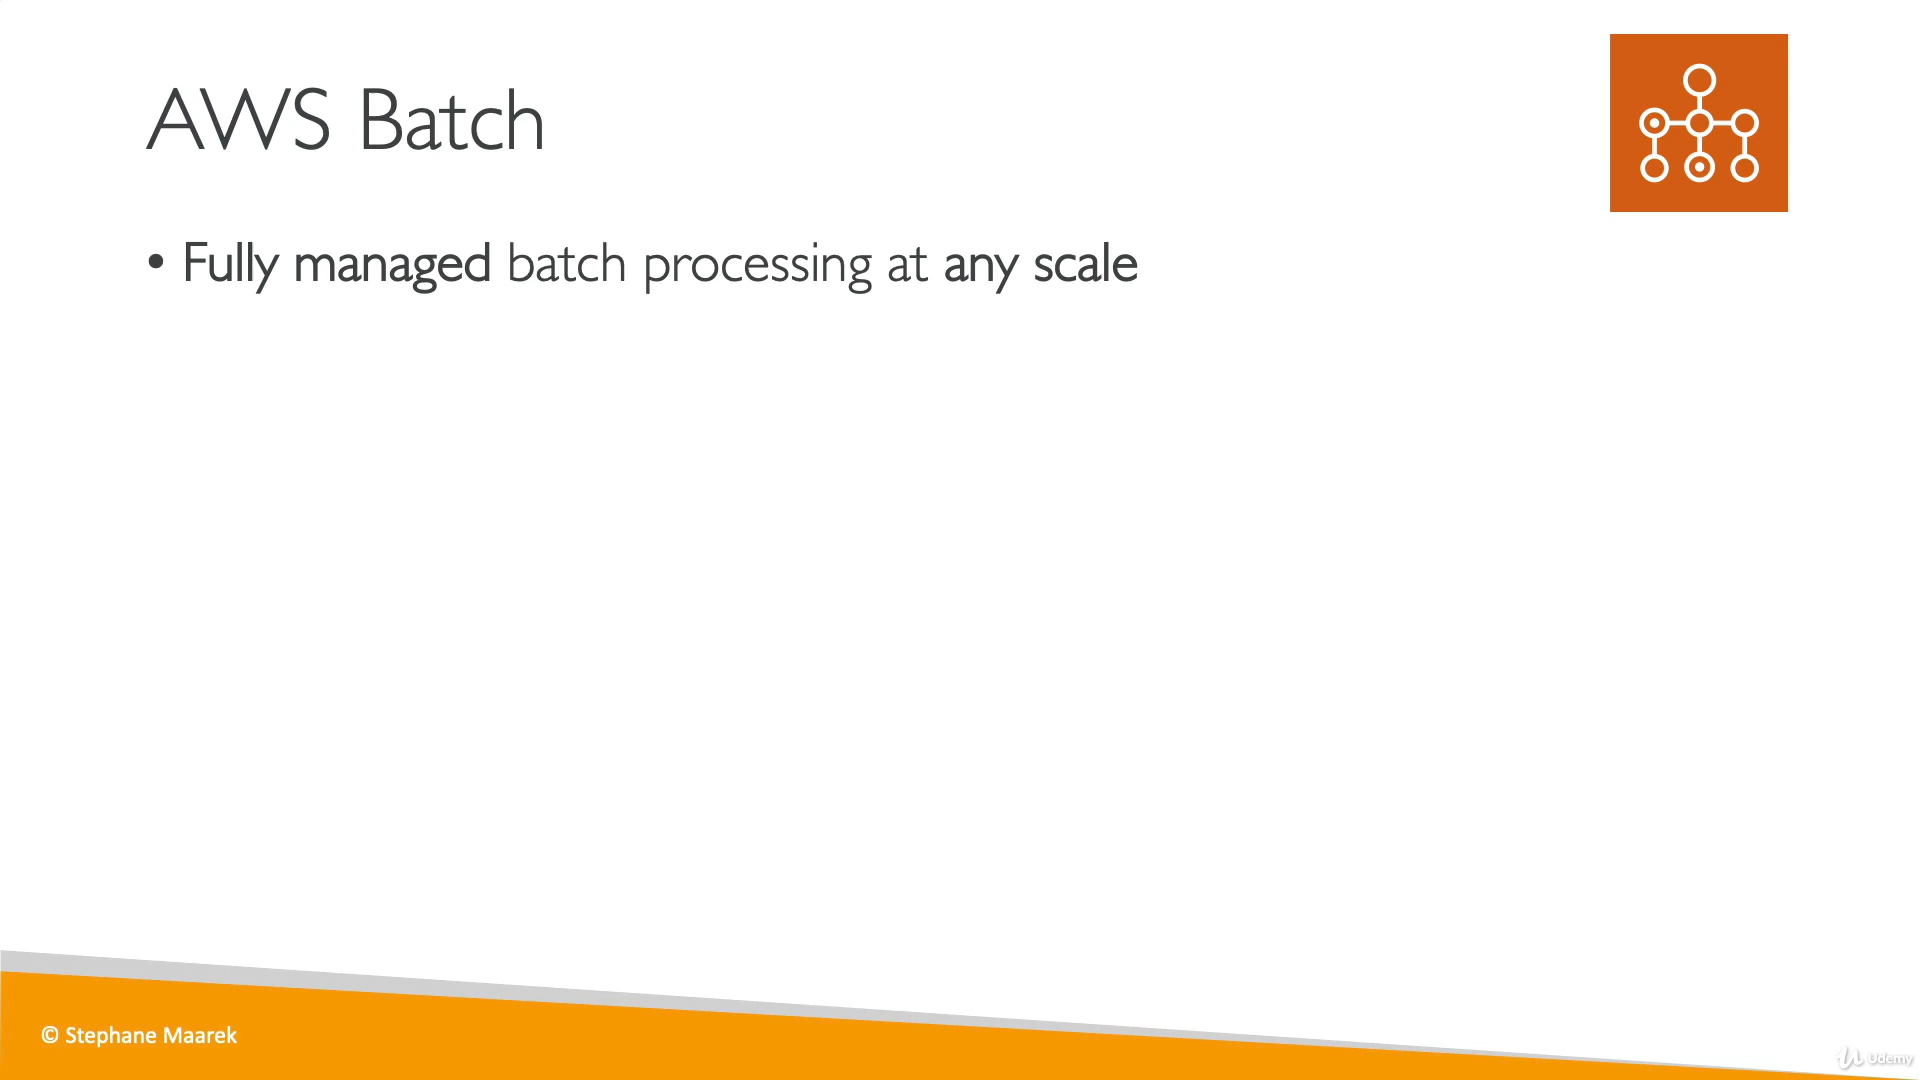 AWS Batch
• Fully managed batch processing at any scale
© Stephane Maarek
Udemy